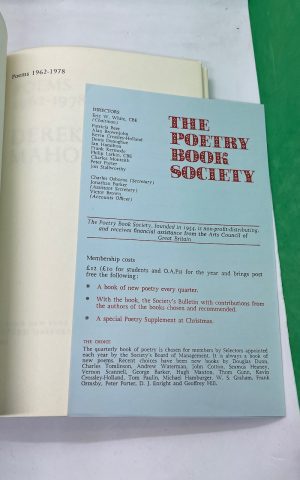 Poems 1962-1978
DIRECTORS
Eric W. White, CBE
(Chairman)
Patricia Beer
Alan Brownjohn
Kevin Crossley-Holland
Denis Donoghue
Ian Hamilton
Frank Kermode
Philip Larkin, CBE
Charles Monteith
Peter Porter
Jon Stallworthy
Charles Osborne (Secretary)
Jonathan Barker
(Assistant Secretary)
Victor Brown
(Accounts Officer)
THE
POETRY
BOOK
SOCIETY
The Poetry Book Society, founded in 1954, is non-profit-distributing,
and receives financial assistance from the Arts Council of
Great Britain.
Membership costs
£12 (£10 for students and O.A.P.s) for the year and brings post
free the following:
• A book of new poetry every quarter.
• With the book, the Society's Bulletin with contributions from
the authors of the books chosen and recommended.
• A special Poetry Supplement at Christmas.
THE CHOICE
The quarterly book of poetry is chosen for members by Selectors appointed
each year by the Society's Board of Management. It is always a book of
new poems. Recent choices have been new books by Douglas Dunn,
Charles Tomlinson, Andrew Waterman, John Cotton, Seamus Heaney,
Vernon Scannell, George Barker, Hugh Maxton, Thom Gunn, Kevin
Crossley-Holland, Tom Paulin, Michael Hamburger, W. S. Graham, Frank
Ormsby, Peter Porter, D. J. Enright and Geoffrey Hill.